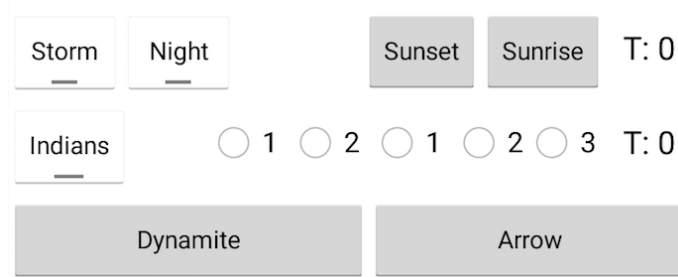 Storm Night Sunset Sunrise T: 0
Indians 1 2 1 2 3 T: 0
Dynamite Arrow